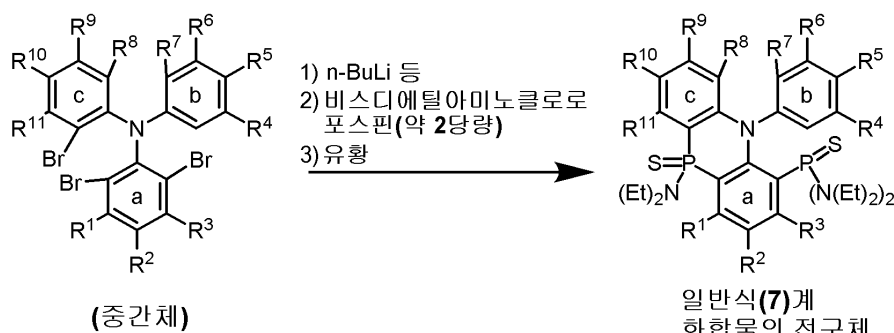 R⁹
R⁶
R¹⁰
R⁸
R⁷
R⁵
c
b
R¹¹
R⁴
Br
N
Br
Br
a
R¹
R³
R²
(중간체)
1) n-BuLi 등
2) 비스디에틸아미노클로로
포스핀(약 2당량)
3) 유황
R⁹
R⁶
R¹⁰
R⁸
R⁷
R⁵
c
b
R¹¹
R⁴
N
S=P
P=S
(Et)₂N
(N(Et)₂)₂
a
R¹
R³
R²
일반식(7)계
화합물의 전구체